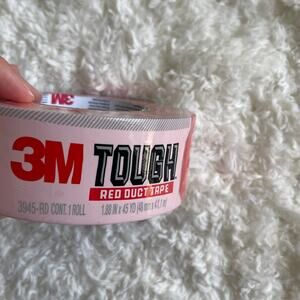 3M
3M TOUGH
RED DUCT TAPE
3945-RD CONT. 1 ROLL 1.88 IN x 45 YD (48 mm x 41,1 m)